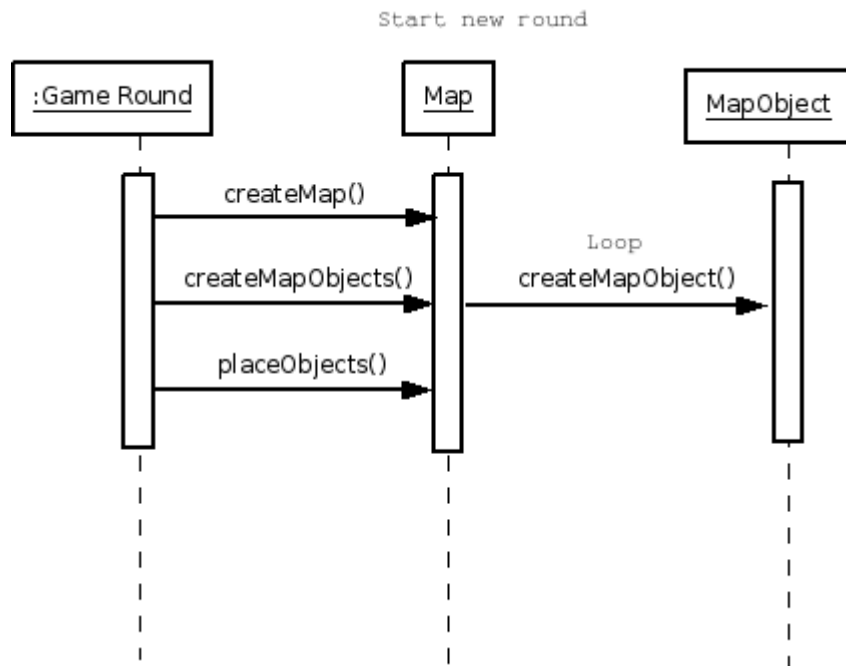 Start new round
:Game Round
Map
MapObject
createMap()
Loop
createMapObjects()
createMapObject()
placeObjects()